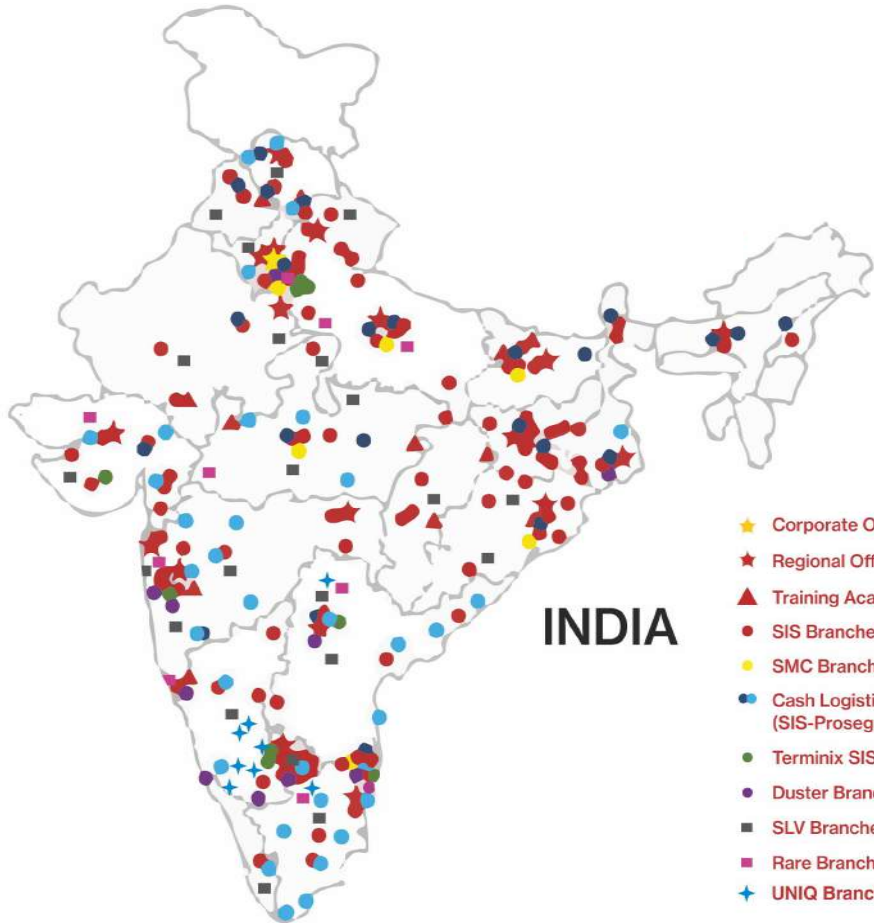 INDIA
Corporate O
Regional Off
Training Aca
SIS Branche
SMC Branch
Cash Logisti
(SIS-Proseg
Terminix SIS
Duster Bran
SLV Branche
Rare Branch
UNIQ Branc